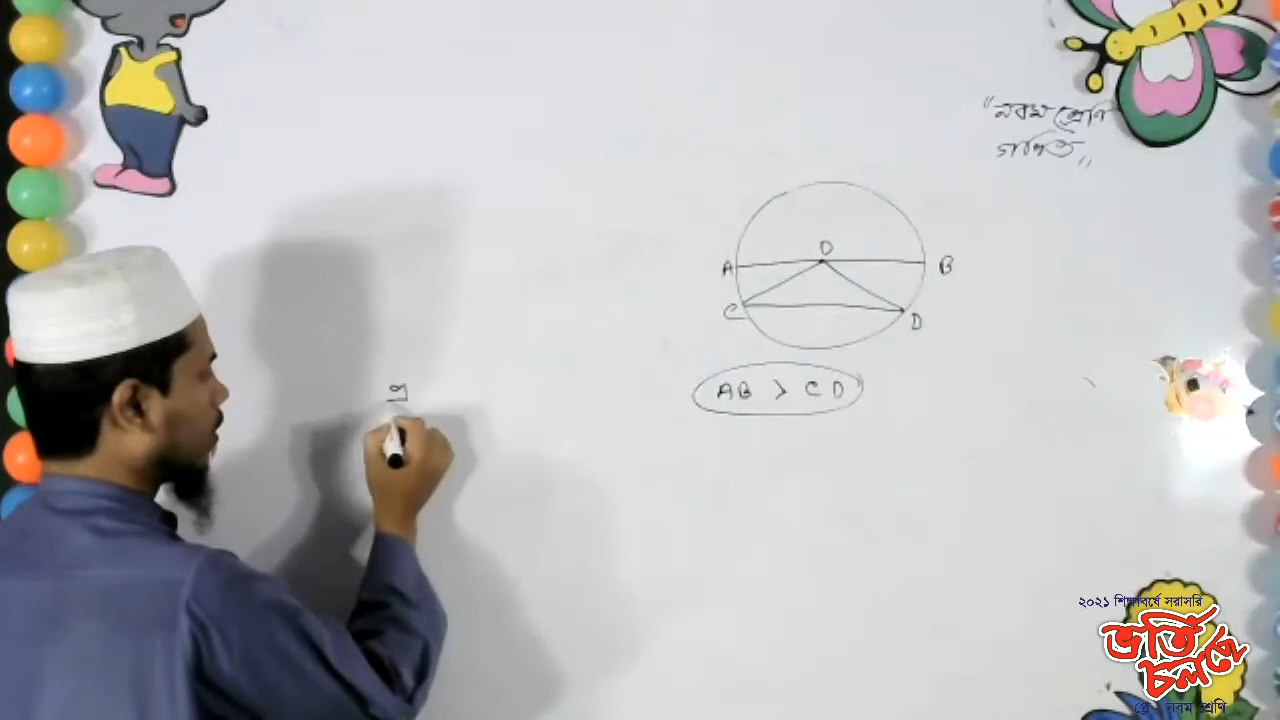 "নবম শ্রেণি
গণিত"
O
A B
C D
AB > CD
২০২১ শিক্ষাবর্ষে সরাসরি
ভর্তি
চলছে
প্লে নবম শ্রেণি